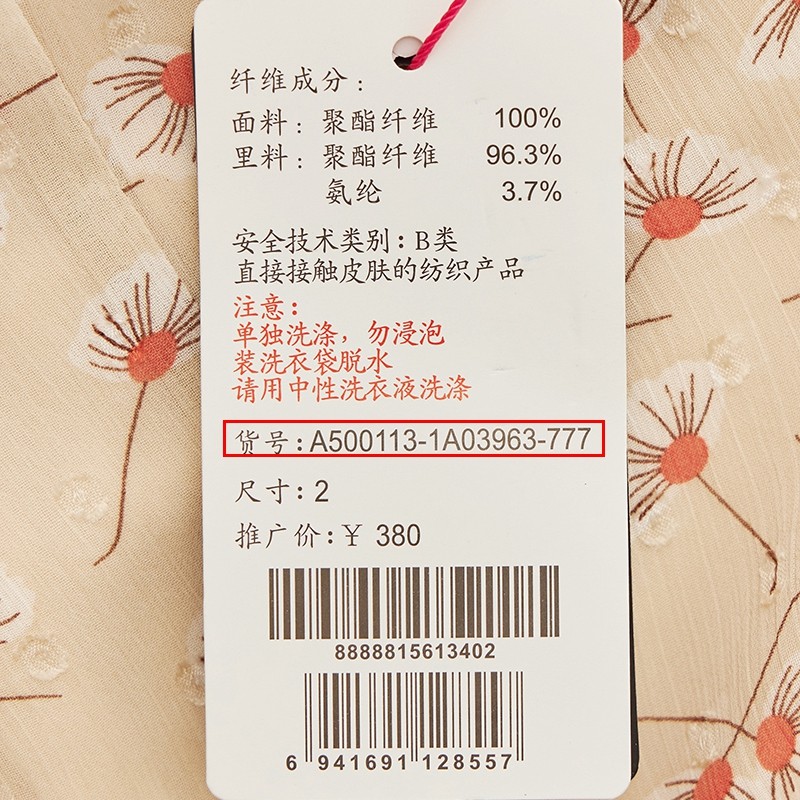 纤维成分:
面料: 聚酯纤维 100%
里料: 聚酯纤维 96.3%
氨纶 3.7%
安全技术类别: B类
直接接触皮肤的纺织产品
注意:
单独洗涤, 勿浸泡
装洗衣袋脱水
请用中性洗衣液洗涤
货号: A500113-1A03963-777
尺寸: 2
推广价: ¥ 380
8888815613402
6 941691 128557